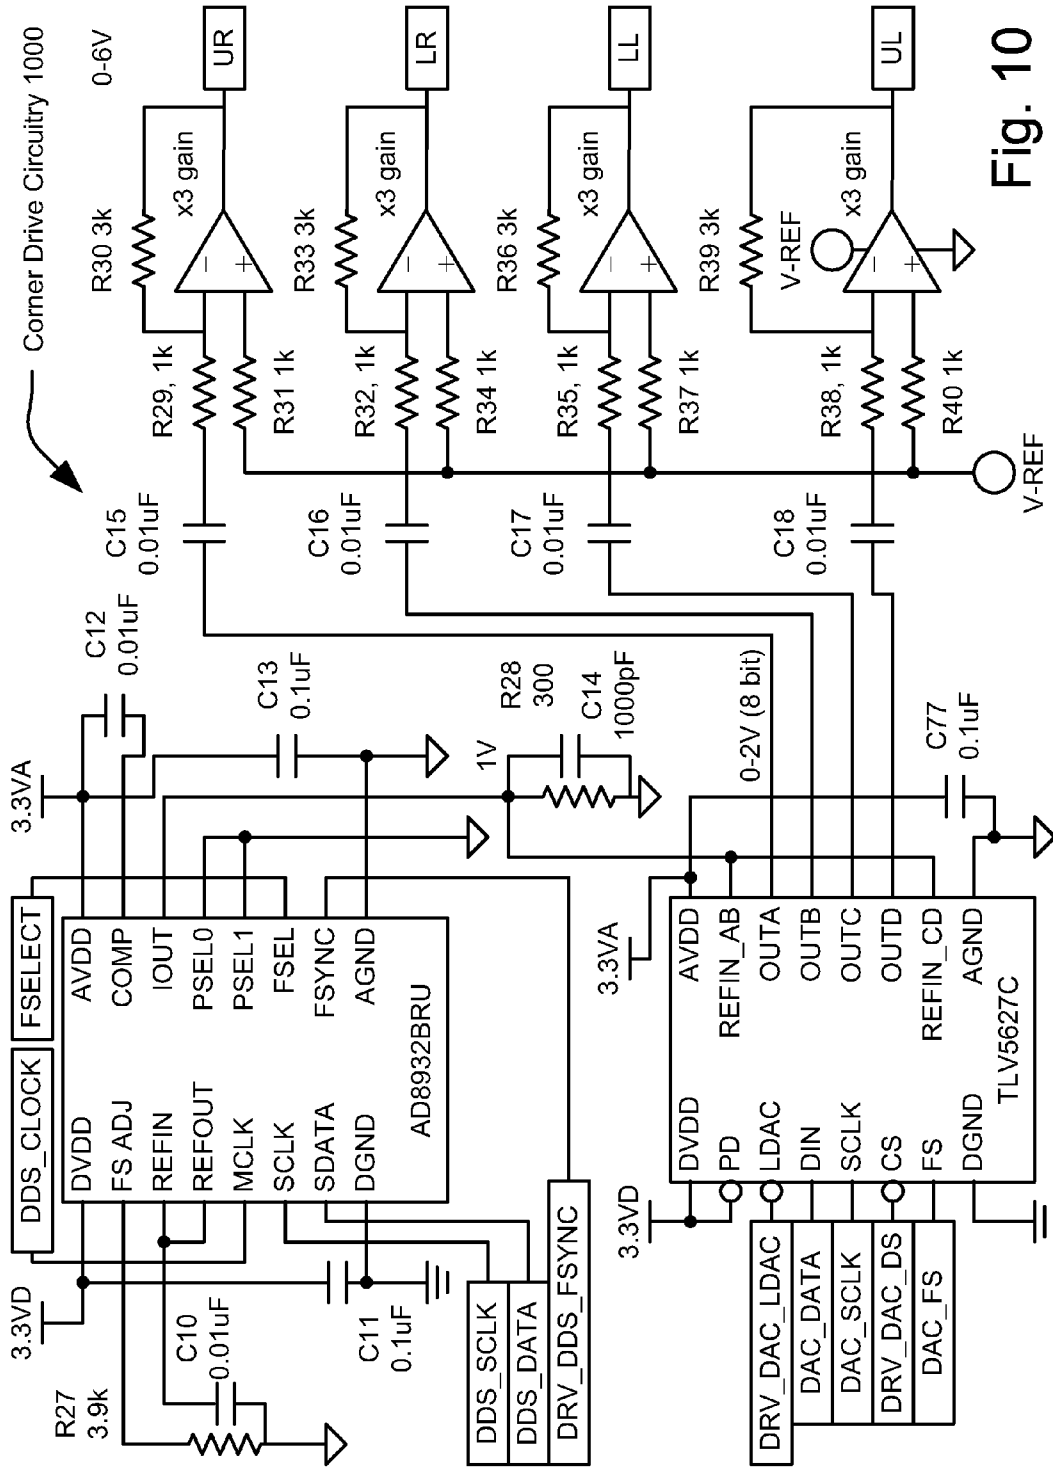 Corner Drive Circuitry 1000
FSELECT
DDS_CLOCK
3.3VD
3.3VA
R27
3.9k
C10
0.01uF
C11
0.1uF
DVDD
FS ADJ
REFIN
REFOUT
MCLK
SCLK
SDATA
DGND
AD8932BRU
AVDD
COMP
IOUT
PSEL0
PSEL1
FSEL
FSYNC
AGND
C12
0.01uF
C13
0.1uF
1V
R28
300
C14
1000pF
DDS_SCLK
DDS_DATA
DRV_DDS_FSYNC
3.3VD
3.3VA
DRV_DAC_LDAC
DAC_DATA
DAC_SCLK
DRV_DAC_DS
DAC_FS
DVDD
PD
LDAC
DIN
SCLK
CS
FS
DGND
TLV5627C
AVDD
REFIN_AB
OUTA
OUTB
OUTC
OUTD
REFIN_CD
AGND
0-2V (8 bit)
C77
0.1uF
C15
0.01uF
C16
0.01uF
C17
0.01uF
C18
0.01uF
V-REF
R29, 1k
R31 1k
R30 3k
-
+
x3 gain
0-6V
UR
R32, 1k
R34 1k
R33 3k
-
+
x3 gain
LR
R35, 1k
R37 1k
R36 3k
-
+
x3 gain
LL
R38, 1k
R40 1k
R39 3k
V-REF
-
+
x3 gain
UL
Fig. 10